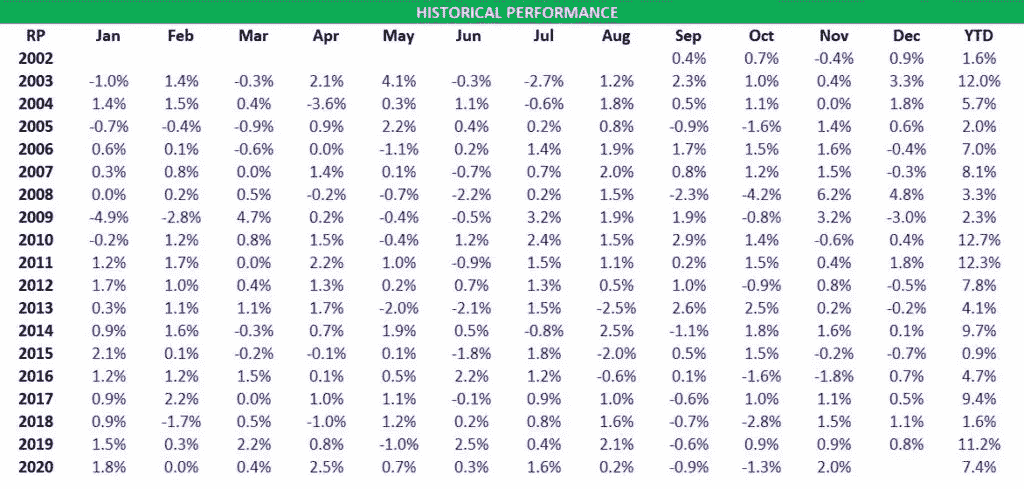 HISTORICAL PERFORMANCE
RP Jan Feb Mar Apr May Jun Jul Aug Sep Oct Nov Dec YTD
2002 0.4% 0.7% -0.4% 0.9% 1.6%
2003 -1.0% 1.4% -0.3% 2.1% 4.1% -0.3% -2.7% 1.2% 2.3% 1.0% 0.4% 3.3% 12.0%
2004 1.4% 1.5% 0.4% -3.6% 0.3% 1.1% -0.6% 1.8% 0.5% 1.1% 0.0% 1.8% 5.7%
2005 -0.7% -0.4% -0.9% 0.9% 2.2% 0.4% 0.2% 0.8% -0.9% -1.6% 1.4% 0.6% 2.0%
2006 0.6% 0.1% -0.6% 0.0% -1.1% 0.2% 1.4% 1.9% 1.7% 1.5% 1.6% -0.4% 7.0%
2007 0.3% 0.8% 0.0% 1.4% 0.1% -0.7% 0.7% 2.0% 0.8% 1.2% 1.5% -0.3% 8.1%
2008 0.0% 0.2% 0.5% -0.2% -0.7% -2.2% 0.2% 1.5% -2.3% -4.2% 6.2% 4.8% 3.3%
2009 -4.9% -2.8% 4.7% 0.2% -0.4% -0.5% 3.2% 1.9% 1.9% -0.8% 3.2% -3.0% 2.3%
2010 -0.2% 1.2% 0.8% 1.5% -0.4% 1.2% 2.4% 1.5% 2.9% 1.4% -0.6% 0.4% 12.7%
2011 1.2% 1.7% 0.0% 2.2% 1.0% -0.9% 1.5% 1.1% 0.2% 1.5% 0.4% 1.8% 12.3%
2012 1.7% 1.0% 0.4% 1.3% 0.2% 0.7% 1.3% 0.5% 1.0% -0.9% 0.8% -0.5% 7.8%
2013 0.3% 1.1% 1.1% 1.7% -2.0% -2.1% 1.5% -2.5% 2.6% 2.5% 0.2% -0.2% 4.1%
2014 0.9% 1.6% -0.3% 0.7% 1.9% 0.5% -0.8% 2.5% -1.1% 1.8% 1.6% 0.1% 9.7%
2015 2.1% 0.1% -0.2% -0.1% 0.1% -1.8% 1.8% -2.0% 0.5% 1.5% -0.2% -0.7% 0.9%
2016 1.2% 1.2% 1.5% 0.1% 0.5% 2.2% 1.2% -0.6% 0.1% -1.6% -1.8% 0.7% 4.7%
2017 0.9% 2.2% 0.0% 1.0% 1.1% -0.1% 0.9% 1.0% -0.6% 1.0% 1.1% 0.5% 9.4%
2018 0.9% -1.7% 0.5% -1.0% 1.2% 0.2% 0.8% 1.6% -0.7% -2.8% 1.5% 1.1% 1.6%
2019 1.5% 0.3% 2.2% 0.8% -1.0% 2.5% 0.4% 2.1% -0.6% 0.9% 0.9% 0.8% 11.2%
2020 1.8% 0.0% 0.4% 2.5% 0.7% 0.3% 1.6% 0.2% -0.9% -1.3% 2.0% 7.4%